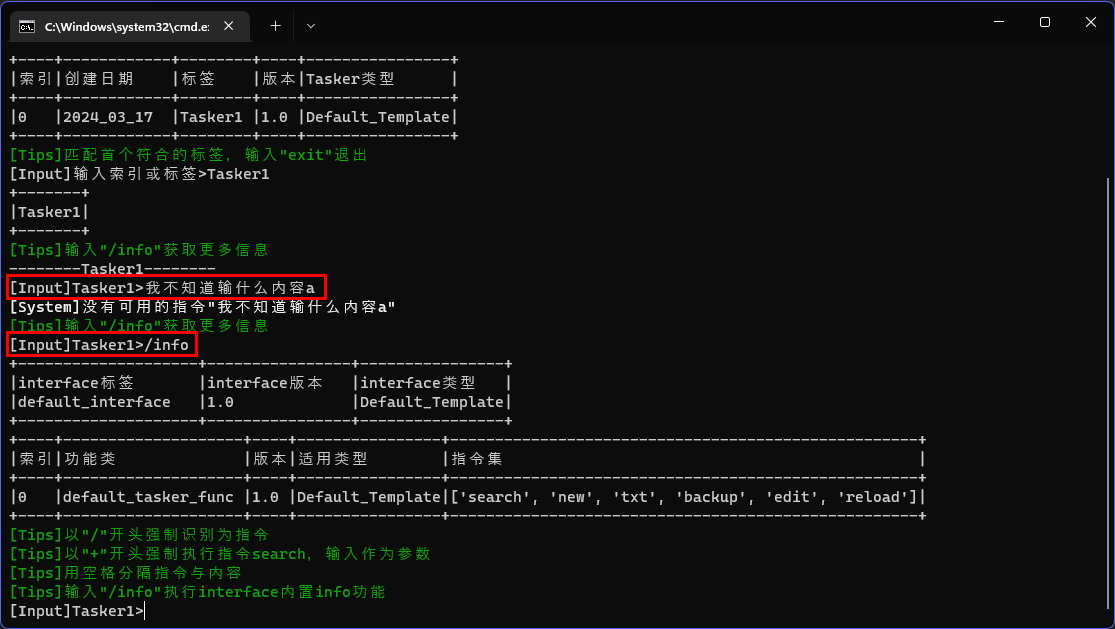 C:\Windows\system32\cmd.e:
+----+------------+--------+----+----------------+
|索引|创建日期    |标签    |版本|Tasker类型      |
+----+------------+--------+----+----------------+
|0   |2024_03_17  |Tasker1 |1.0 |Default_Template|
+----+------------+--------+----+----------------+
[Tips]匹配首个符合的标签, 输入"exit"退出
[Input]输入索引或标签>Tasker1
+-------+
|Tasker1|
+-------+
[Tips]输入"/info"获取更多信息
--------Tasker1--------
[Input]Tasker1>我不知道输什么内容a
[System]没有可用的指令"我不知道输什么内容a"
[Tips]输入"/info"获取更多信息
[Input]Tasker1>/info
+--------------------+----------------+----------------+
|interface标签       |interface版本   |interface类型   |
|default_interface   |1.0             |Default_Template|
+--------------------+----------------+----------------+
+----+--------------------+----+----------------+----------------------------------------------------+
|索引|功能类              |版本|适用类型        |指令集                                              |
+----+--------------------+----+----------------+----------------------------------------------------+
|0   |default_tasker_func |1.0 |Default_Template|['search', 'new', 'txt', 'backup', 'edit', 'reload']|
+----+--------------------+----+----------------+----------------------------------------------------+
[Tips]以"/"开头强制识别为指令
[Tips]以"+"开头强制执行指令search, 输入作为参数
[Tips]用空格分隔指令与内容
[Tips]输入"/info"执行interface内置info功能
[Input]Tasker1>